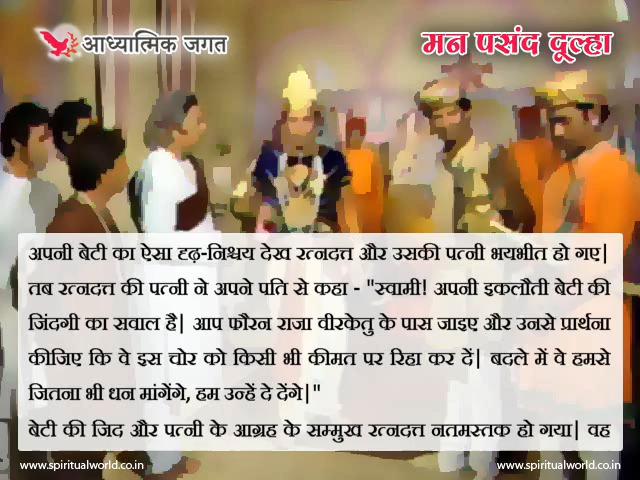 आध्यात्मिक जगत
मन पसंद दूल्हा
अपनी बेटी का ऐसा दृढ़-निश्चय देख रत्नदत्त और उसकी पत्नी भयभीत हो गए|
तब रत्नदत्त की पत्नी ने अपने पति से कहा - "स्वामी! अपनी इकलौती बेटी की
जिंदगी का सवाल है| आप फौरन राजा वीरकेतु के पास जाइए और उनसे प्रार्थना
कीजिए कि वे इस चोर को किसी भी कीमत पर रिहा कर दें| बदले में वे हमसे
जितना भी धन मांगेंगे, हम उन्हें दे देंगे|"
बेटी की जिद और पत्नी के आग्रह के सम्मुख रत्नदत्त नतमस्तक हो गया| वह
www.spiritualworld.co.in
www.spiritualworld.co.in